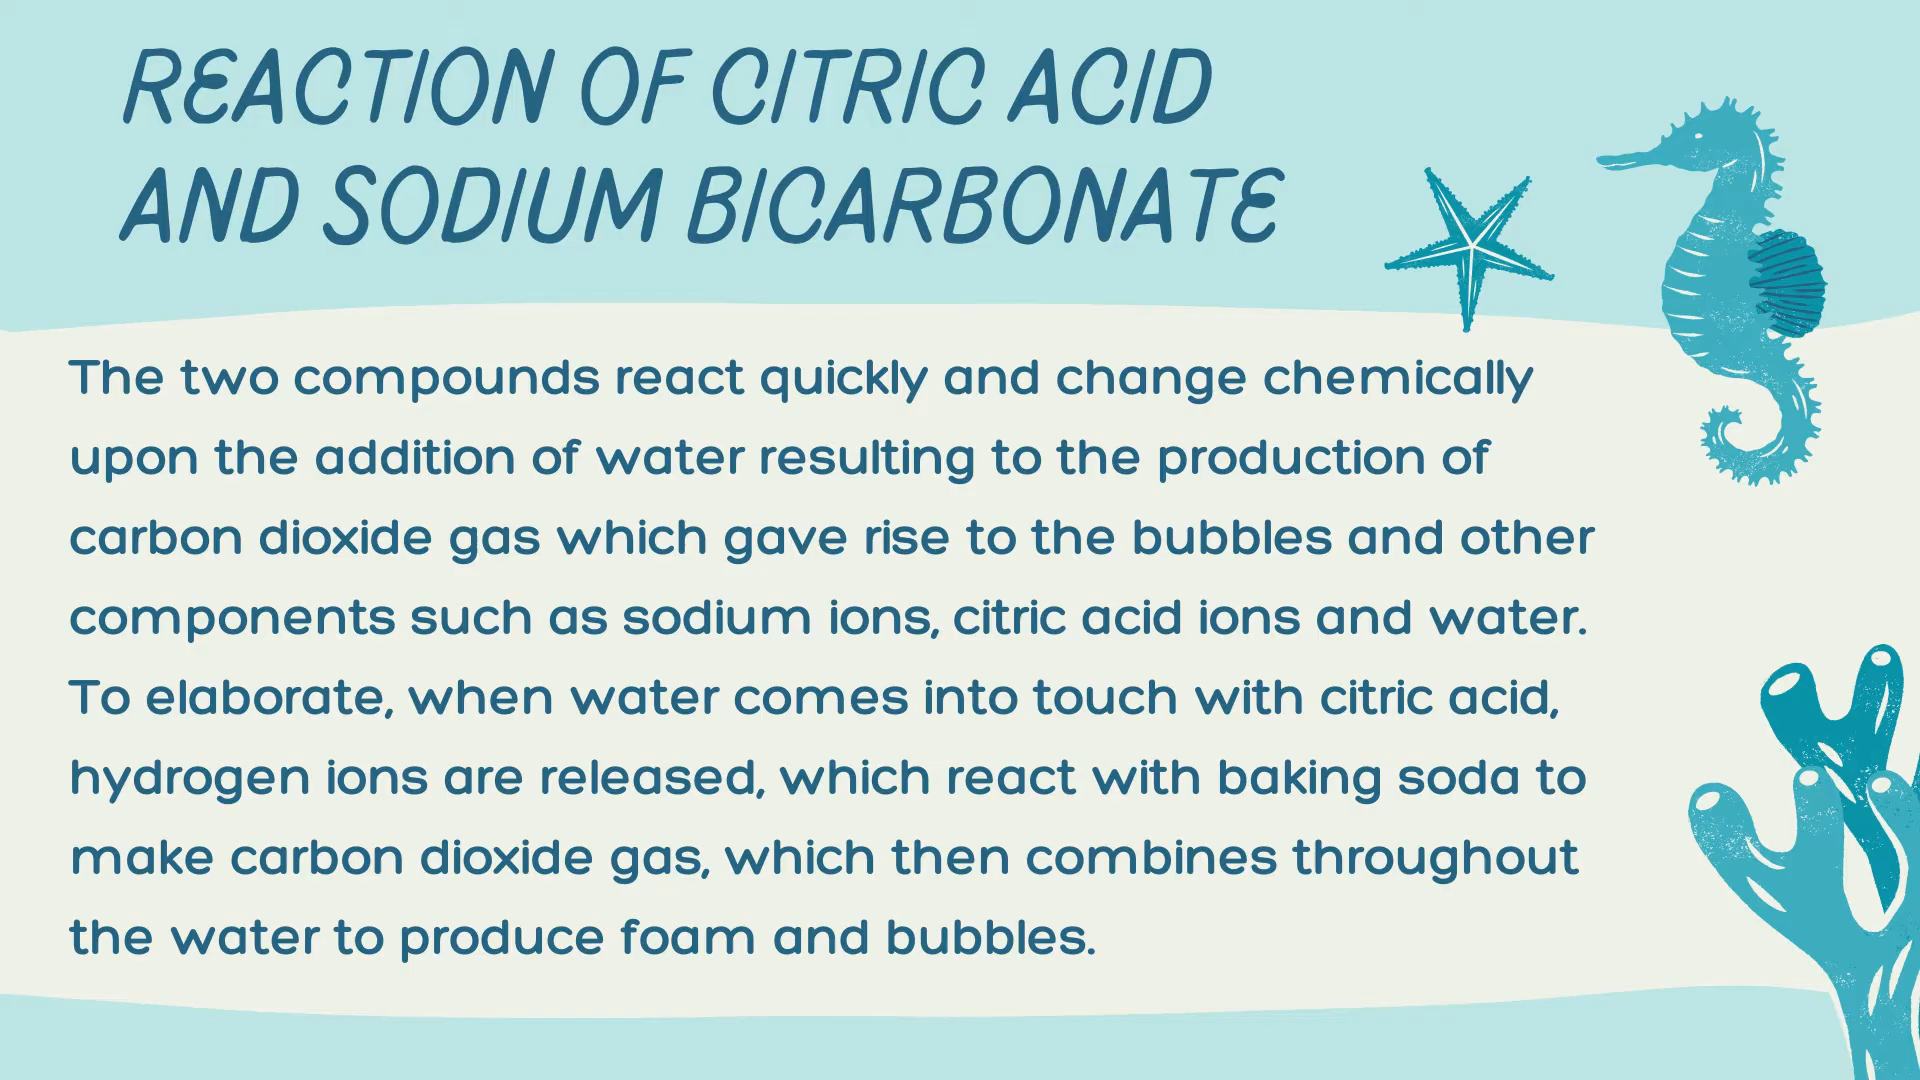 REACTION OF CITRIC ACID
AND SODIUM BICARBONATE
The two compounds react quickly and change chemically
upon the addition of water resulting to the production of
carbon dioxide gas which gave rise to the bubbles and other
components such as sodium ions, citric acid ions and water.
To elaborate, when water comes into touch with citric acid,
hydrogen ions are released, which react with baking soda to
make carbon dioxide gas, which then combines throughout
the water to produce foam and bubbles.